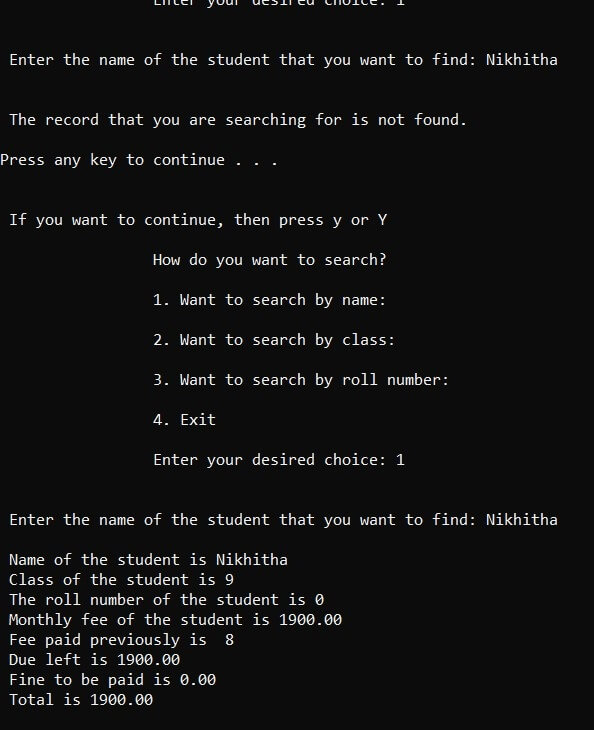 Enter your desired choice: 1
Enter the name of the student that you want to find: Nikhitha
The record that you are searching for is not found.
Press any key to continue . . .
If you want to continue, then press y or Y
How do you want to search?
1. Want to search by name:
2. Want to search by class:
3. Want to search by roll number:
4. Exit
Enter your desired choice: 1
Enter the name of the student that you want to find: Nikhitha
Name of the student is Nikhitha
Class of the student is 9
The roll number of the student is 0
Monthly fee of the student is 1900.00
Fee paid previously is  8
Due left is 1900.00
Fine to be paid is 0.00
Total is 1900.00